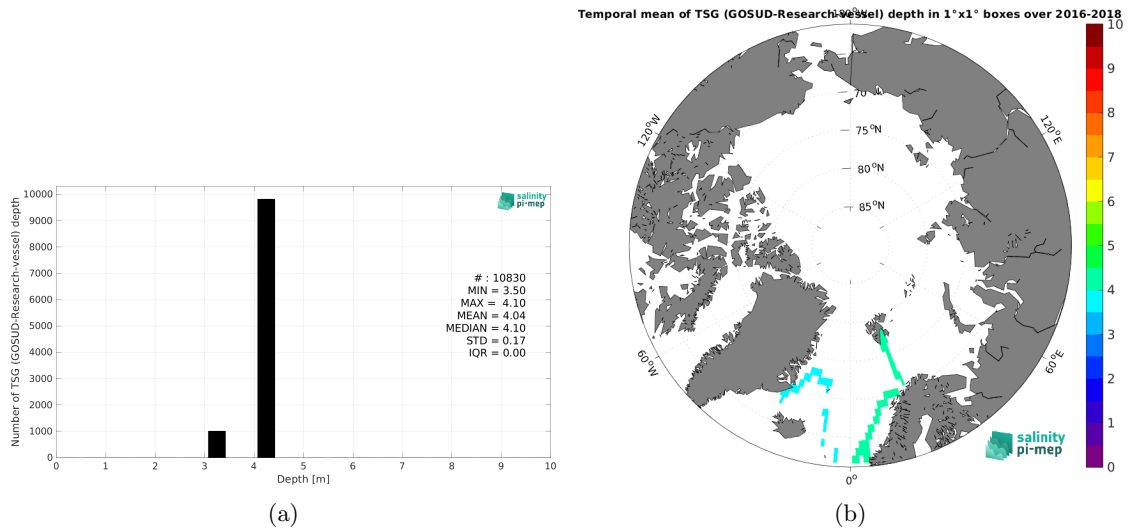 Temporal mean of TSG (GOSUD-Research-vessel) depth in 1°x1° boxes over 2016-2018
180°W
10
9
8
7
6
5
4
3
2
1
0
120°W
120°E
70
75°N
80°N
85°N
60°W
60°E
0°
salinity
pi-mep
10000
9000
8000
7000
6000
5000
4000
3000
2000
1000
0
Number of TSG (GOSUD-Research-vessel) depth
salinity
pi-mep
# : 10830
MIN = 3.50
MAX = 4.10
MEAN = 4.04
MEDIAN = 4.10
STD = 0.17
IQR = 0.00
0 1 2 3 4 5 6 7 8 9 10
Depth [m]
(a)
(b)